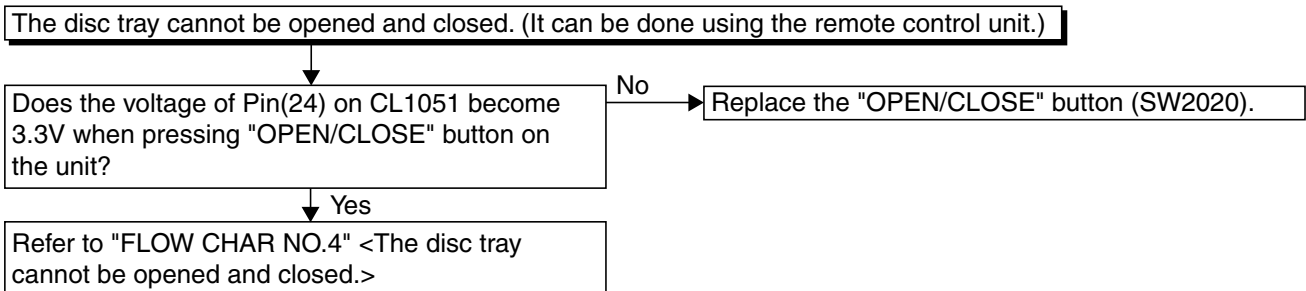 The disc tray cannot be opened and closed. (It can be done using the remote control unit.)
Does the voltage of Pin(24) on CL1051 become
3.3V when pressing "OPEN/CLOSE" button on
the unit?
No
Replace the "OPEN/CLOSE" button (SW2020).
Yes
Refer to "FLOW CHAR NO.4" <The disc tray
cannot be opened and closed.>